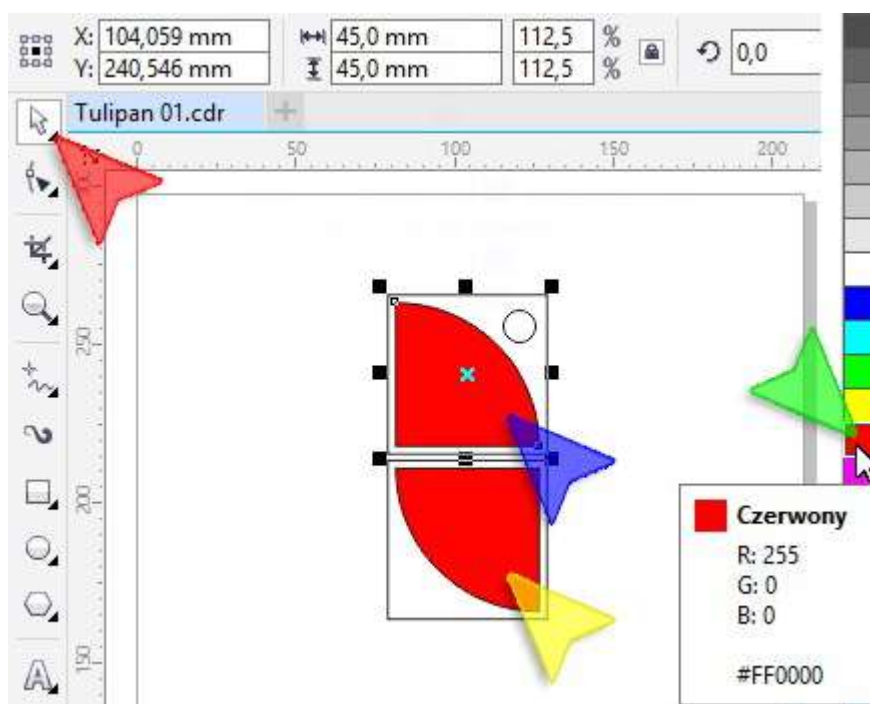 X: 104,059 mm 45,0 mm 112,5 % 0,0
Y: 240,546 mm 45,0 mm 112,5 %
Tulipan 01.cdr
0 50 100 150 200
250
200
150
Czerwony
R: 255
G: 0
B: 0
#FF0000